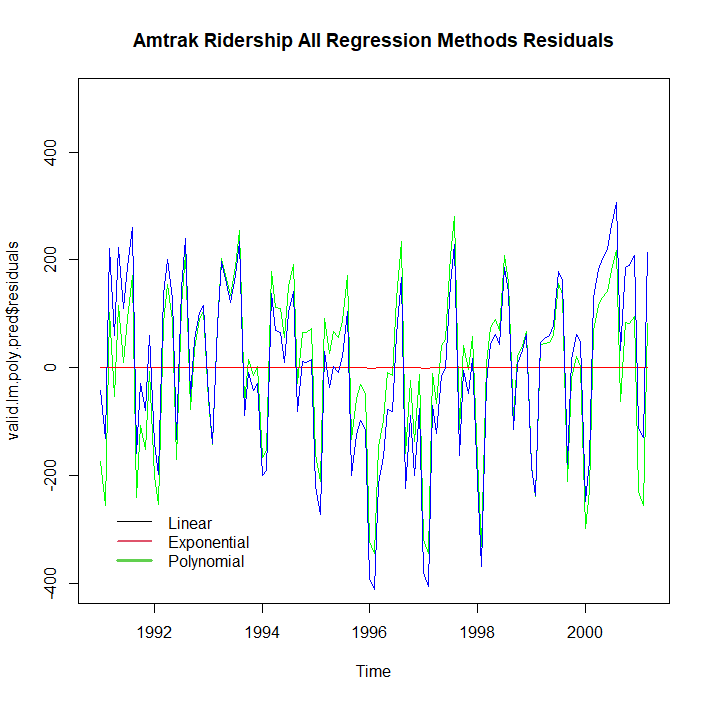 Amtrak Ridership All Regression Methods Residuals
valid.lm.poly.pred$residuals
400
200
0
-200
-400
Linear
Exponential
Polynomial
1992 1994 1996 1998 2000
Time